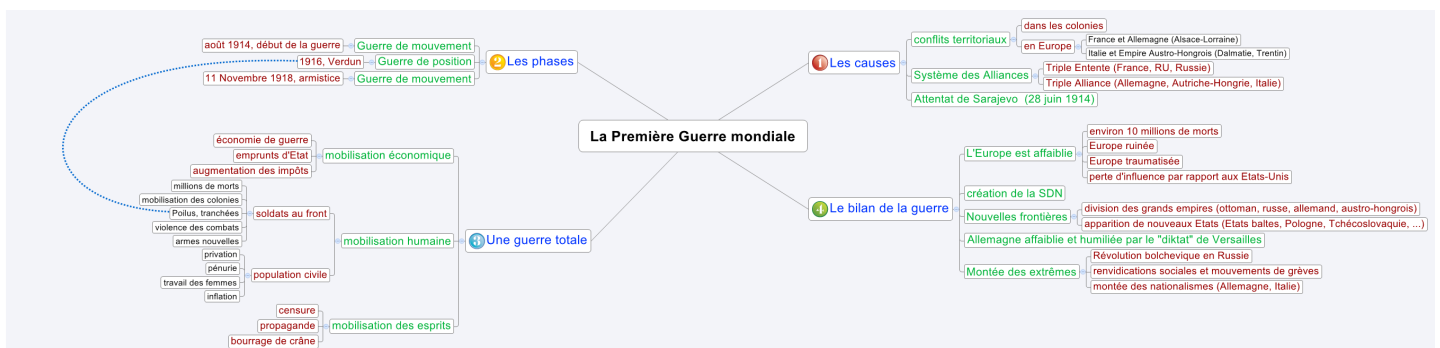 La Première Guerre mondiale
1 Les causes
conflits territoriaux
dans les colonies
en Europe
France et Allemagne (Alsace-Lorraine)
Italie et Empire Austro-Hongrois (Dalmatie, Trentin)
Système des Alliances
Triple Entente (France, RU, Russie)
Triple Alliance (Allemagne, Autriche-Hongrie, Italie)
Attentat de Sarajevo (28 juin 1914)
2 Les phases
Guerre de mouvement
août 1914, début de la guerre
Guerre de position
1916, Verdun
Guerre de mouvement
11 Novembre 1918, armistice
3 Une guerre totale
mobilisation économique
économie de guerre
emprunts d'Etat
augmentation des impôts
mobilisation humaine
soldats au front
millions de morts
mobilisation des colonies
Poilus, tranchées
violence des combats
armes nouvelles
population civile
privation
pénurie
travail des femmes
inflation
mobilisation des esprits
censure
propagande
bourrage de crâne
4 Le bilan de la guerre
L'Europe est affaiblie
environ 10 millions de morts
Europe ruinée
Europe traumatisée
perte d'influence par rapport aux Etats-Unis
création de la SDN
Nouvelles frontières
division des grands empires (ottoman, russe, allemand, austro-hongrois)
apparition de nouveaux Etats (Etats baltes, Pologne, Tchécoslovaquie, ...)
Allemagne affaiblie et humiliée par le "diktat" de Versailles
Montée des extrêmes
Révolution bolchevique en Russie
renvidications sociales et mouvements de grèves
montée des nationalismes (Allemagne, Italie)